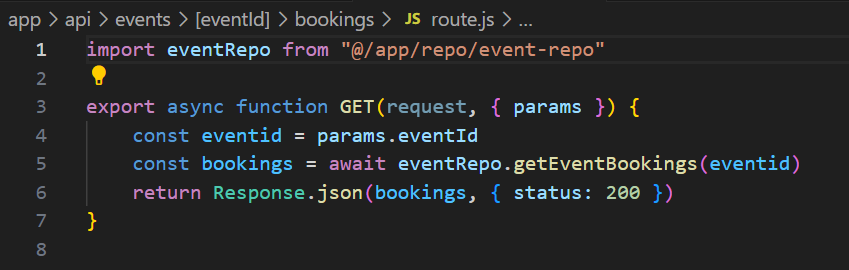 app > api > events > [eventId] > bookings > JS route.js > ...
1 import eventRepo from "@/app/repo/event-repo"
2
3 export async function GET(request, { params }) {
4     const eventid = params.eventId
5     const bookings = await eventRepo.getEventBookings(eventid)
6     return Response.json(bookings, { status: 200 })
7 }
8